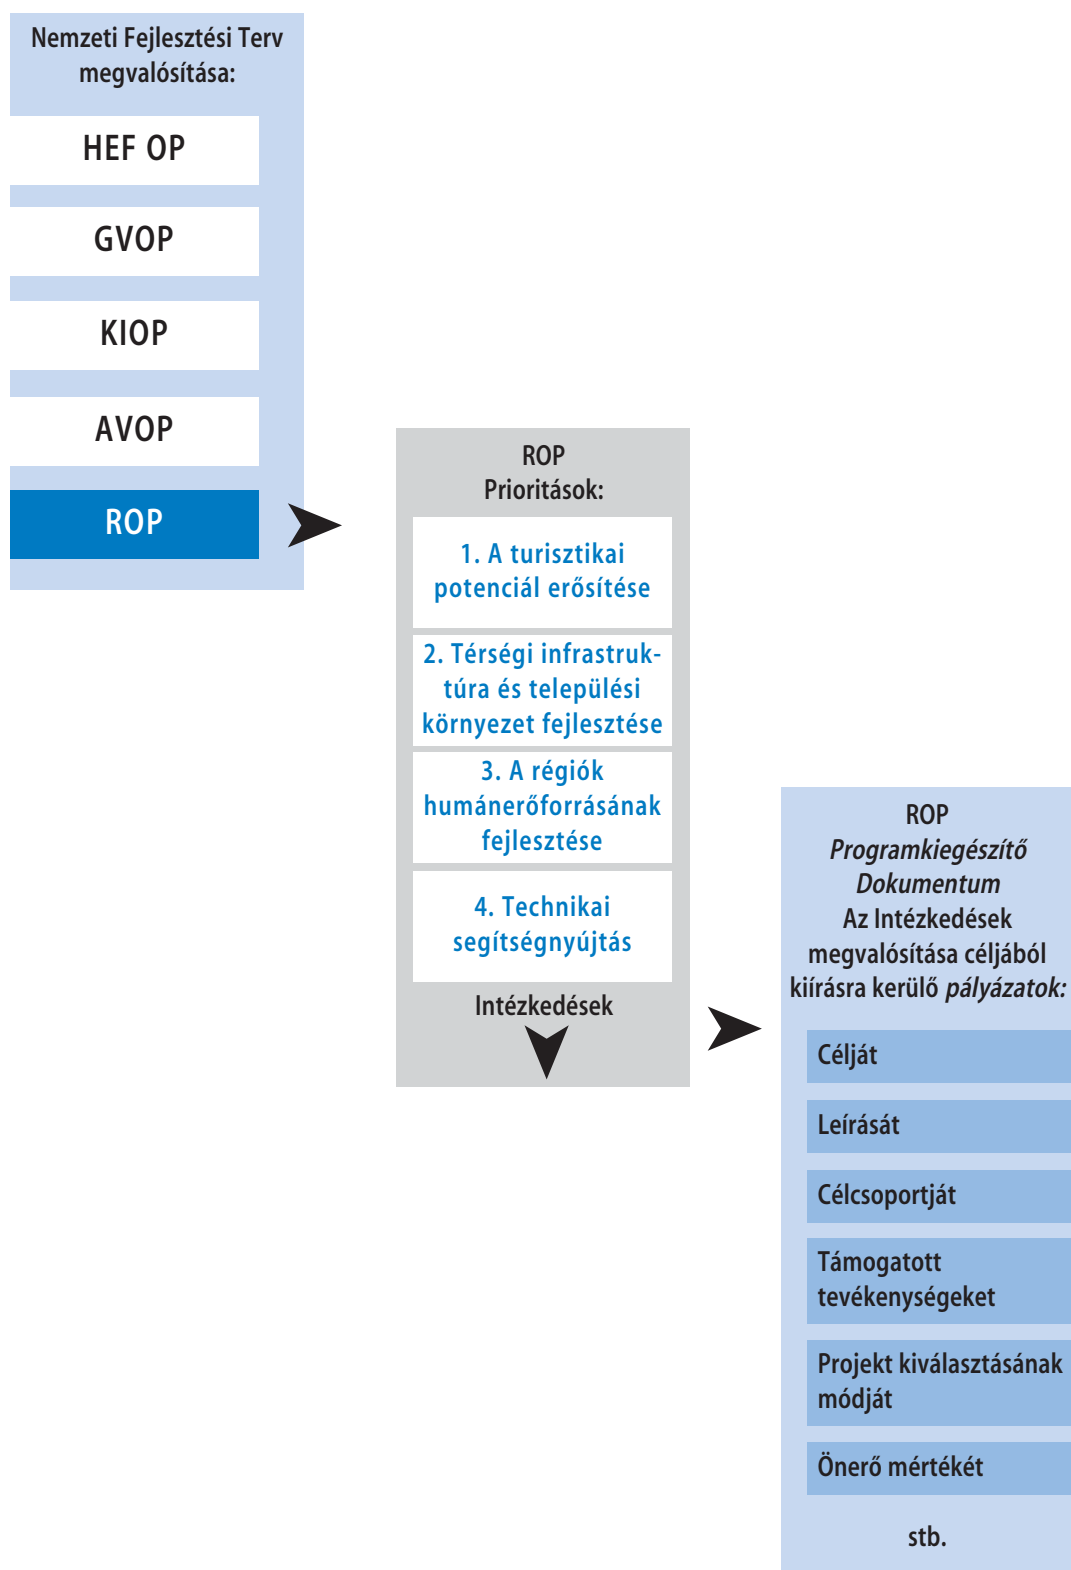 Nemzeti Fejlesztési Terv
megvalósítása:
HEF OP
GVOP
KIOP
AVOP
ROP
ROP
Prioritások:
1. A turisztikai
potenciál erősítése
2. Térségi infrastruk-
túra és települési
környezet fejlesztése
3. A régiók
humánerőforrásának
fejlesztése
4. Technikai
segítségnyújtás
Intézkedések
ROP
Programkiegészítő
Dokumentum
Az Intézkedések
megvalósítása céljából
kiírásra kerülő pályázatok:
Célját
Leírását
Célcsoportját
Támogatott
tevékenységeket
Projekt kiválasztásának
módját
Önerő mértékét
stb.